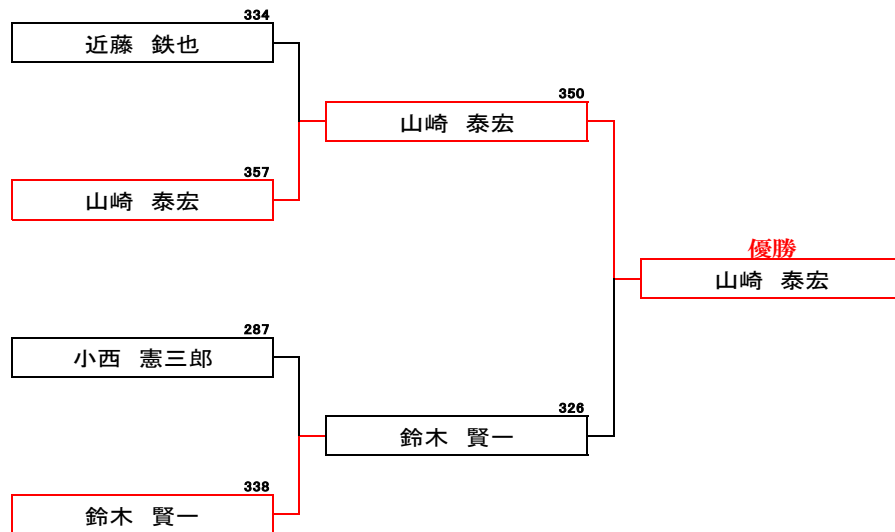 334
近藤　鉄也
350
山崎　泰宏
357
山崎　泰宏
優勝
山崎　泰宏
287
小西　憲三郎
326
鈴木　賢一
338
鈴木　賢一